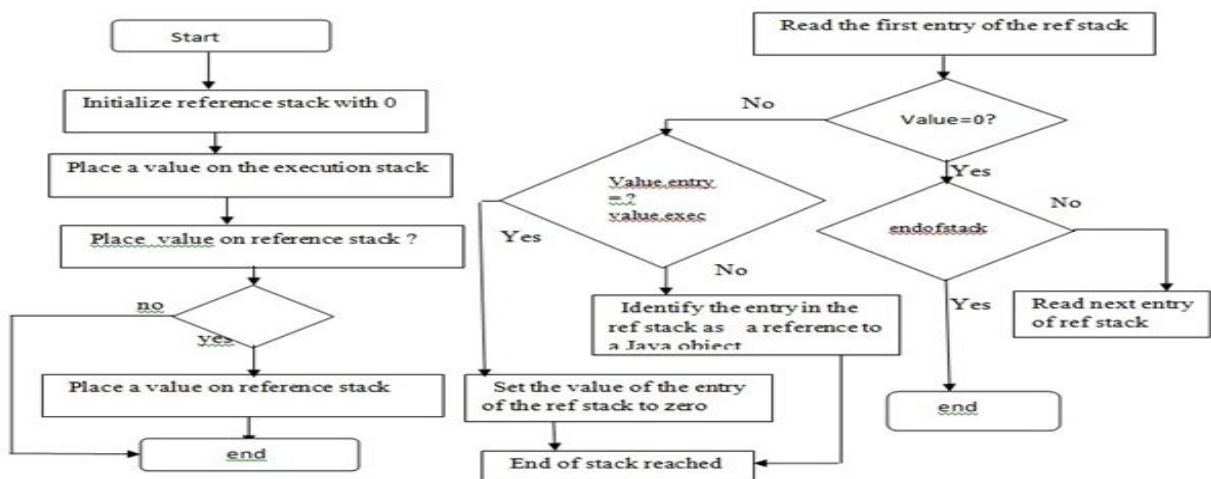 Start
Initialize reference stack with 0
Place a value on the execution stack
Place value on reference stack ?
no
yes
Place a value on reference stack
end
Read the first entry of the ref stack
Value=0?
No
Yes
Value.entry
= ?
value.exec
Yes
No
endofstack
No
Yes
Identify the entry in the
ref stack as a reference to
a Java object
Read next entry
of ref stack
Set the value of the entry
of the ref stack to zero
end
End of stack reached